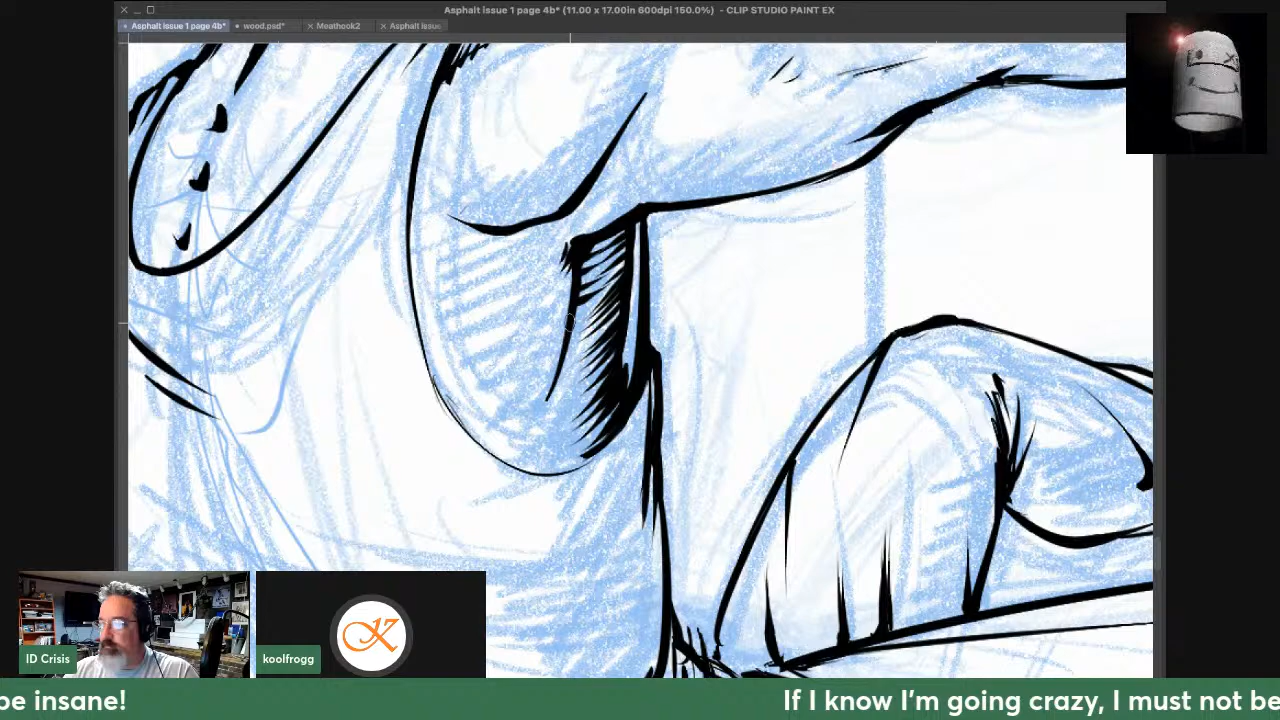 Asphalt issue 1 page 4b* (11.00 x 17.00in 600dpi 150.0%) - CLIP STUDIO PAINT EX
Asphalt issue 1 page 4b* wood.psd* Meathook2 Asphalt issue
K
ID Crisis koolfrogg
be insane! If I know I'm going crazy, I must not be